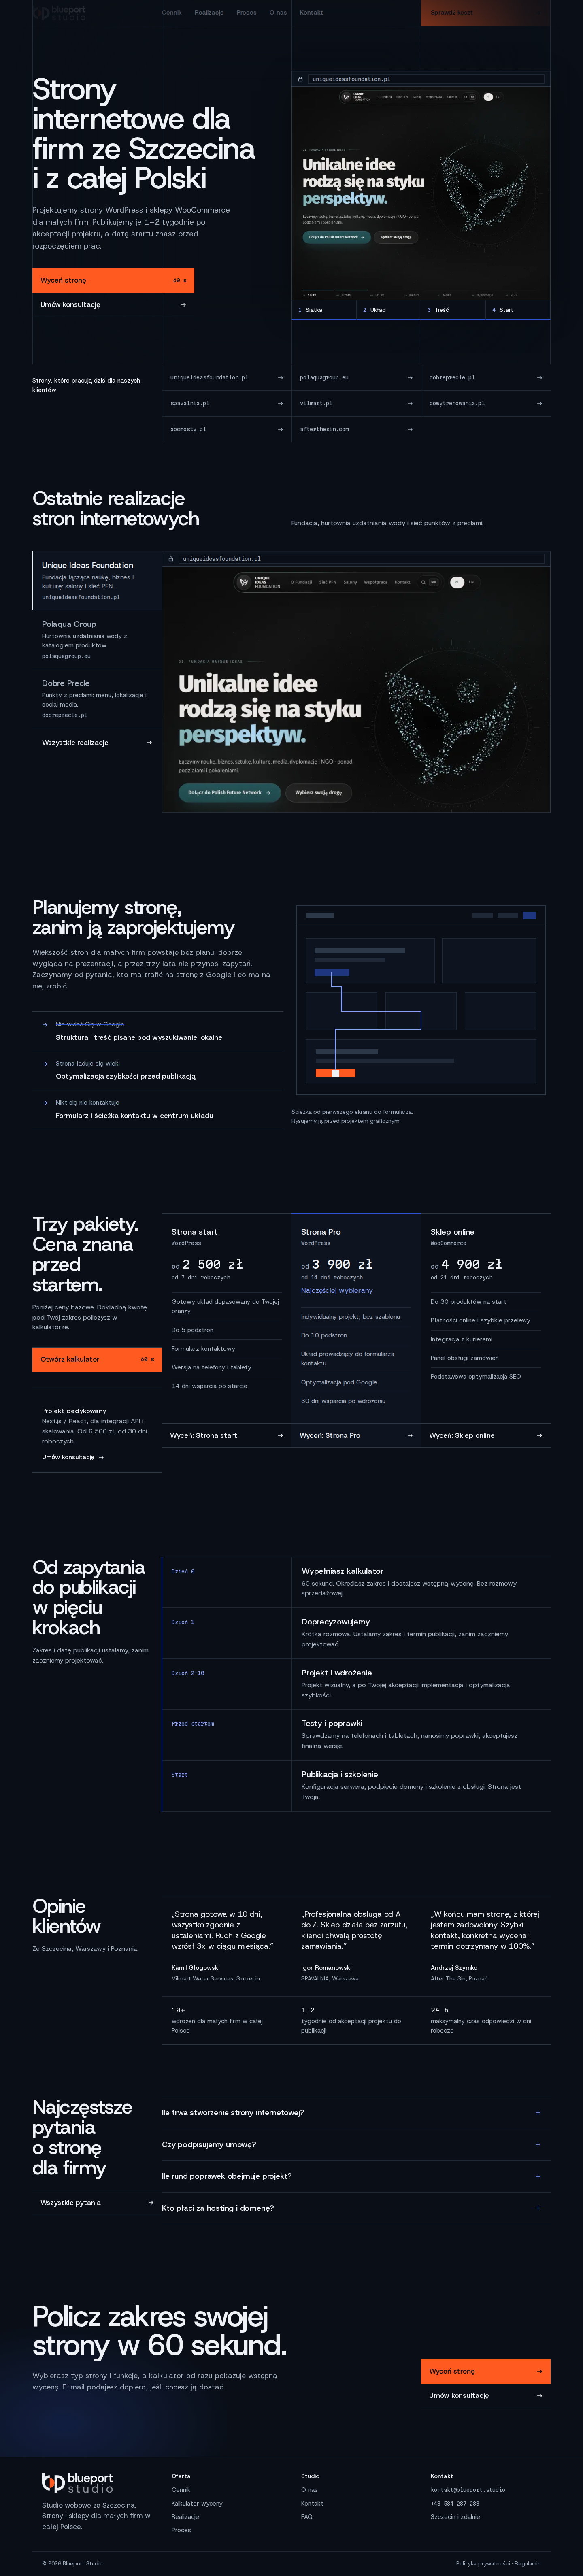 blueport
studio
Cennik Realizacje Proces O nas Kontakt
Sprawdź koszt
Strony
internetowe dla
firm ze Szczecina
i z całej Polski
Projektujemy strony WordPress i sklepy WooCommerce
dla małych firm. Publikujemy je 1–2 tygodnie po
akceptacji projektu, a datę startu znasz przed
rozpoczęciem prac.
Wyceń stronę 60 s
Umów konsultację →
uniqueideasfoundation.pl
UNIQUE
IDEAS
FOUNDATION
Unikalne idee
rodzą się na styku
perspektyw.
Dołącz do Polish Future Network →
Wybierz swoją drogę
1 Siatka
2 Układ
3 Treść
4 Start
Strony, które pracują dziś dla naszych
klientów
uniqueideasfoundation.pl →
polaquagroup.eu →
dobreprecle.pl →
spavalnia.pl →
vilmart.pl →
dowytrenowania.pl →
abcmosty.pl →
afterthesin.com →
Ostatnie realizacje
stron internetowych
Fundacja, hurtownia uzdatniania wody i sieć punktów z preclami.
Unique Ideas Foundation
Fundacja łącząca naukę, biznes i
kulturę: salony i sieć PFN.
uniqueideasfoundation.pl
Polaqua Group
Hurtownia uzdatniania wody z
katalogiem produktów.
polaquagroup.eu
Dobre Precle
Punkty z preclami: menu, lokalizacje i
social media.
dobreprecle.pl
Wszystkie realizacje →
uniqueideasfoundation.pl
UNIQUE
IDEAS
FOUNDATION
O Fundacji Sieć PFN Salony Współpraca Kontakt
PL EN
Unikalne idee
rodzą się na styku
perspektyw.
Łączymy naukę, biznes, sztukę, kulturę, media, dyplomację i NGO - ponad
podziałami i pokoleniami.
Dołącz do Polish Future Network →
Wybierz swoją drogę
Planujemy stronę,
zanim ją zaprojektujemy
Większość stron dla małych firm powstaje bez planu: dobrze
wygląda na prezentacji, a przez trzy lata nie przynosi zapytań.
Zaczynamy od pytania, kto ma trafić na stronę z Google i co ma na
niej zrobić.
→ Nie widać Cię w Google
Struktura i treść pisane pod wyszukiwanie lokalne
→ Strona ładuje się wieki
Optymalizacja szybkości przed publikacją
→ Nikt się nie kontaktuje
Formularz i ścieżka kontaktu w centrum układu
Ścieżka od pierwszego ekranu do formularza.
Rysujemy ją przed projektem graficznym.
Trzy pakiety.
Cena znana
przed
startem.
Poniżej ceny bazowe. Dokładną kwotę
pod Twój zakres policzysz w
kalkulatorze.
Otwórz kalkulator 60 s
Projekt dedykowany
Next.js / React, dla integracji API i
skalowania. Od 6 500 zł, od 30 dni
roboczych.
Umów konsultację →
Strona start
WordPress
od 2 500 zł
od 7 dni roboczych
Gotowy układ dopasowany do Twojej
branży
Do 5 podstron
Formularz kontaktowy
Wersja na telefony i tablety
14 dni wsparcia po starcie
Wyceń: Strona start →
Strona Pro
WordPress
od 3 900 zł
od 14 dni roboczych
Najczęściej wybierany
Indywidualny projekt, bez szablonu
Do 10 podstron
Układ prowadzący do formularza
kontaktu
Optymalizacja pod Google
30 dni wsparcia po wdrożeniu
Wyceń: Strona Pro →
Sklep online
WooCommerce
od 4 900 zł
od 21 dni roboczych
Do 30 produktów na start
Płatności online i szybkie przelewy
Integracja z kurierami
Panel obsługi zamówień
Podstawowa optymalizacja SEO
Wyceń: Sklep online →
Od zapytania
do publikacji
w pięciu
krokach
Zakres i datę publikacji ustalamy, zanim
zaczniemy projektować.
Dzień 0
Wypełniasz kalkulator
60 sekund. Określasz zakres i dostajesz wstępną wycenę. Bez rozmowy
sprzedażowej.
Dzień 1
Doprecyzowujemy
Krótka rozmowa. Ustalamy zakres i termin publikacji, zanim zaczniemy
projektować.
Dzień 2–10
Projekt i wdrożenie
Projekt wizualny, a po Twojej akceptacji implementacja i optymalizacja
szybkości.
Przed startem
Testy i poprawki
Sprawdzamy na telefonach i tabletach, nanosimy poprawki, akceptujesz
finalną wersję.
Start
Publikacja i szkolenie
Konfiguracja serwera, podpięcie domeny i szkolenie z obsługi. Strona jest
Twoja.
Opinie
klientów
Ze Szczecina, Warszawy i Poznania.
„Strona gotowa w 10 dni,
wszystko zgodnie z
ustaleniami. Ruch z Google
wzrósł 3x w ciągu miesiąca.”
Kamil Głogowski
Vilmart Water Services, Szczecin
„Profesjonalna obsługa od A
do Z. Sklep działa bez zarzutu,
klienci chwalą prostotę
zamawiania.”
Igor Romanowski
SPAVALNIA, Warszawa
„W końcu mam stronę, z której
jestem zadowolony. Szybki
kontakt, konkretna wycena i
termin dotrzymany w 100%.”
Andrzej Szymko
After The Sin, Poznań
10+
wdrożeń dla małych firm w całej
Polsce
1–2
tygodnie od akceptacji projektu do
publikacji
24 h
maksymalny czas odpowiedzi w dni
robocze
Najczęstsze
pytania
o stronę
dla firmy
Wszystkie pytania →
Ile trwa stworzenie strony internetowej? +
Czy podpisujemy umowę? +
Ile rund poprawek obejmuje projekt? +
Kto płaci za hosting i domenę? +
Policz zakres swojej
strony w 60 sekund.
Wybierasz typ strony i funkcje, a kalkulator od razu pokazuje wstępną
wycenę. E-mail podajesz dopiero, jeśli chcesz ją dostać.
Wyceń stronę →
Umów konsultację →
blueport
studio
Studio webowe ze Szczecina.
Strony i sklepy dla małych firm w
całej Polsce.
Oferta
Cennik
Kalkulator wyceny
Realizacje
Proces
Studio
O nas
Kontakt
FAQ
Kontakt
kontakt@blueport.studio
+48 534 287 233
Szczecin i zdalnie
© 2026 Blueport Studio
Polityka prywatności · Regulamin